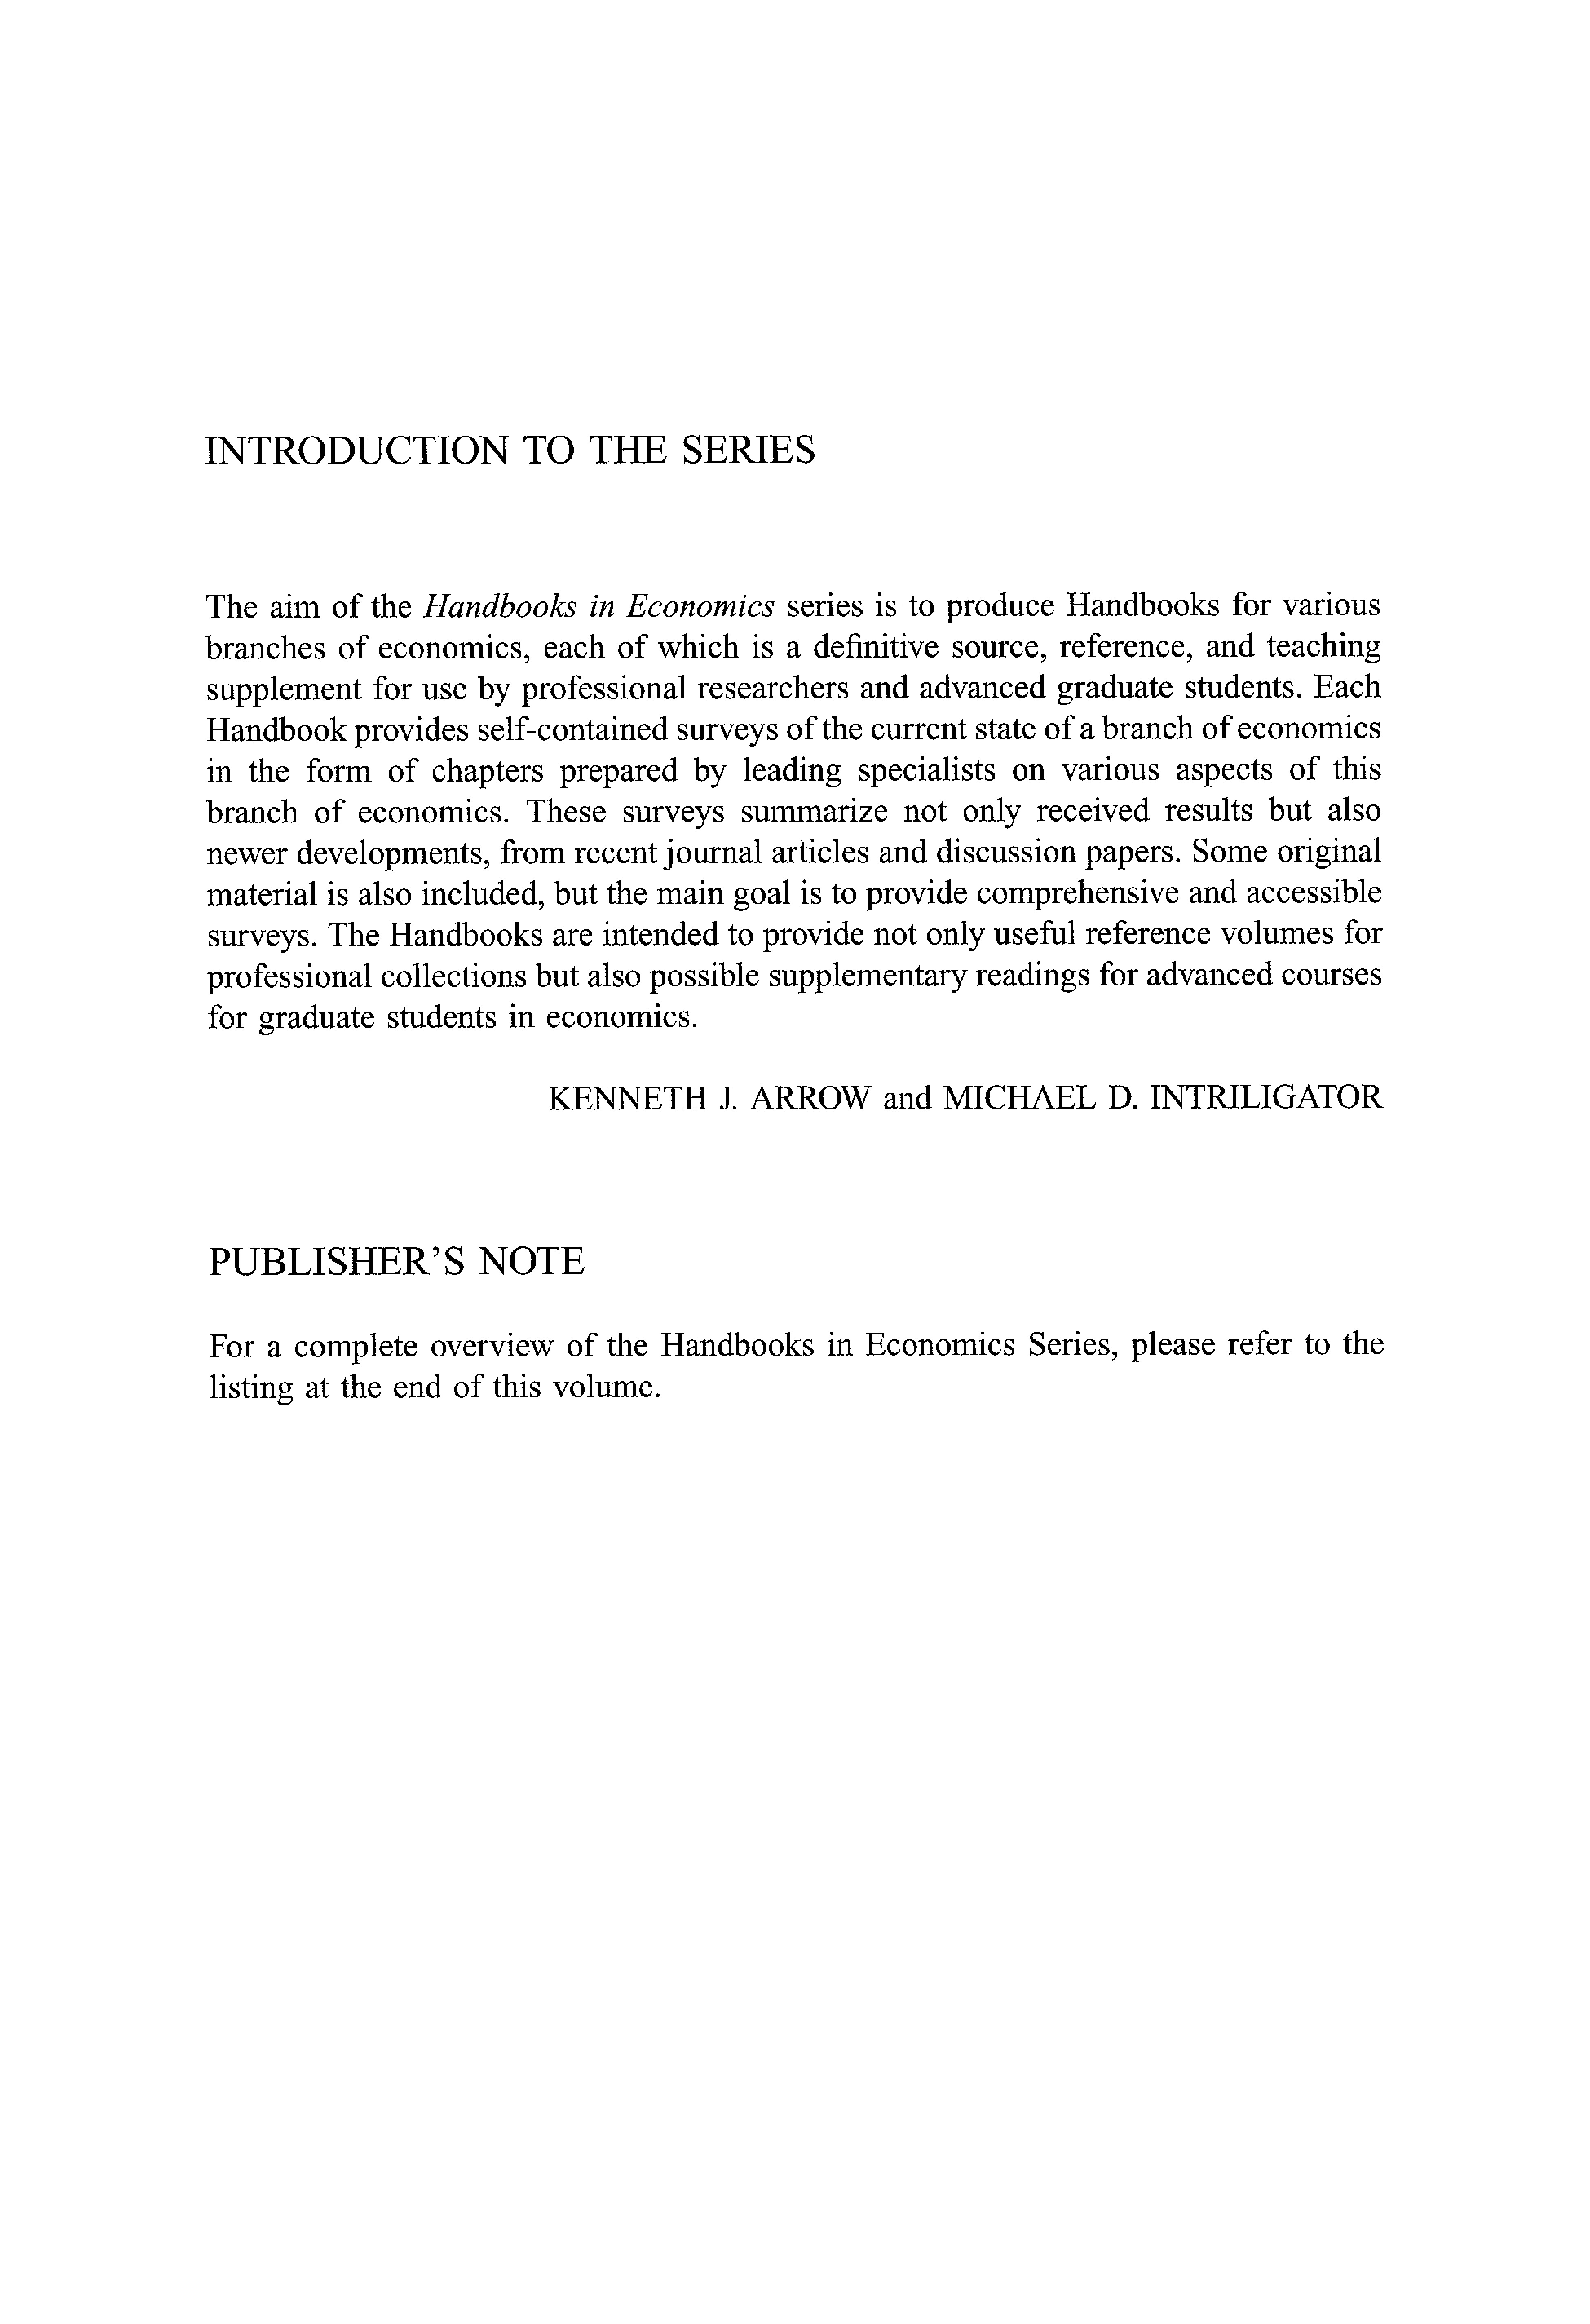 INTRODUCTION TO THE SERIES
The aim of the Handbooks in Economics series is to produce Handbooks for various
branches of economics, each of which is a definitive source, reference, and teaching
supplement for use by professional researchers and advanced graduate students. Each
Handbook provides self-contained surveys of the current state of a branch of economics
in the form of chapters prepared by leading specialists on various aspects of this
branch of economics. These surveys summarize not only received results but also
newer developments, from recent journal articles and discussion papers. Some original
material is also included, but the main goal is to provide comprehensive and accessible
surveys. The Handbooks are intended to provide not only useful reference volumes for
professional collections but also possible supplementary readings for advanced courses
for graduate students in economics.
KENNETH J. ARROW and MICHAEL D. INTRILIGATOR
PUBLISHER'S NOTE
For a complete overview of the Handbooks in Economics Series, please refer to the
listing at the end of this volume.